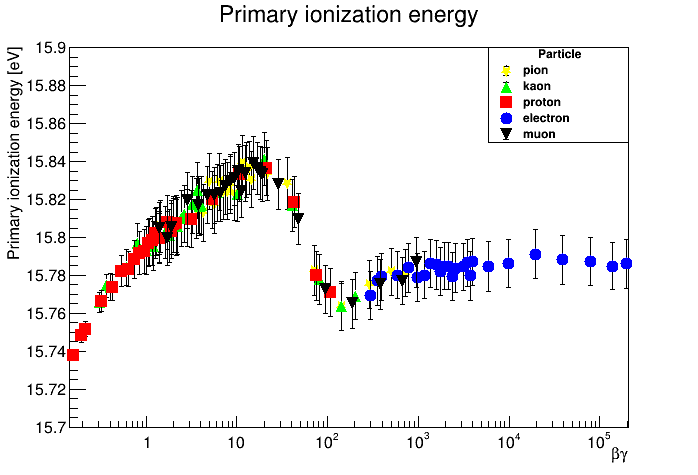 Primary ionization energy
Primary ionization energy [eV]
15.9
15.88
15.86
15.84
15.82
15.8
15.78
15.76
15.74
15.72
15.7
Particle
pion
kaon
proton
electron
muon
1
10
10²
10³
10⁴
10⁵
βγ